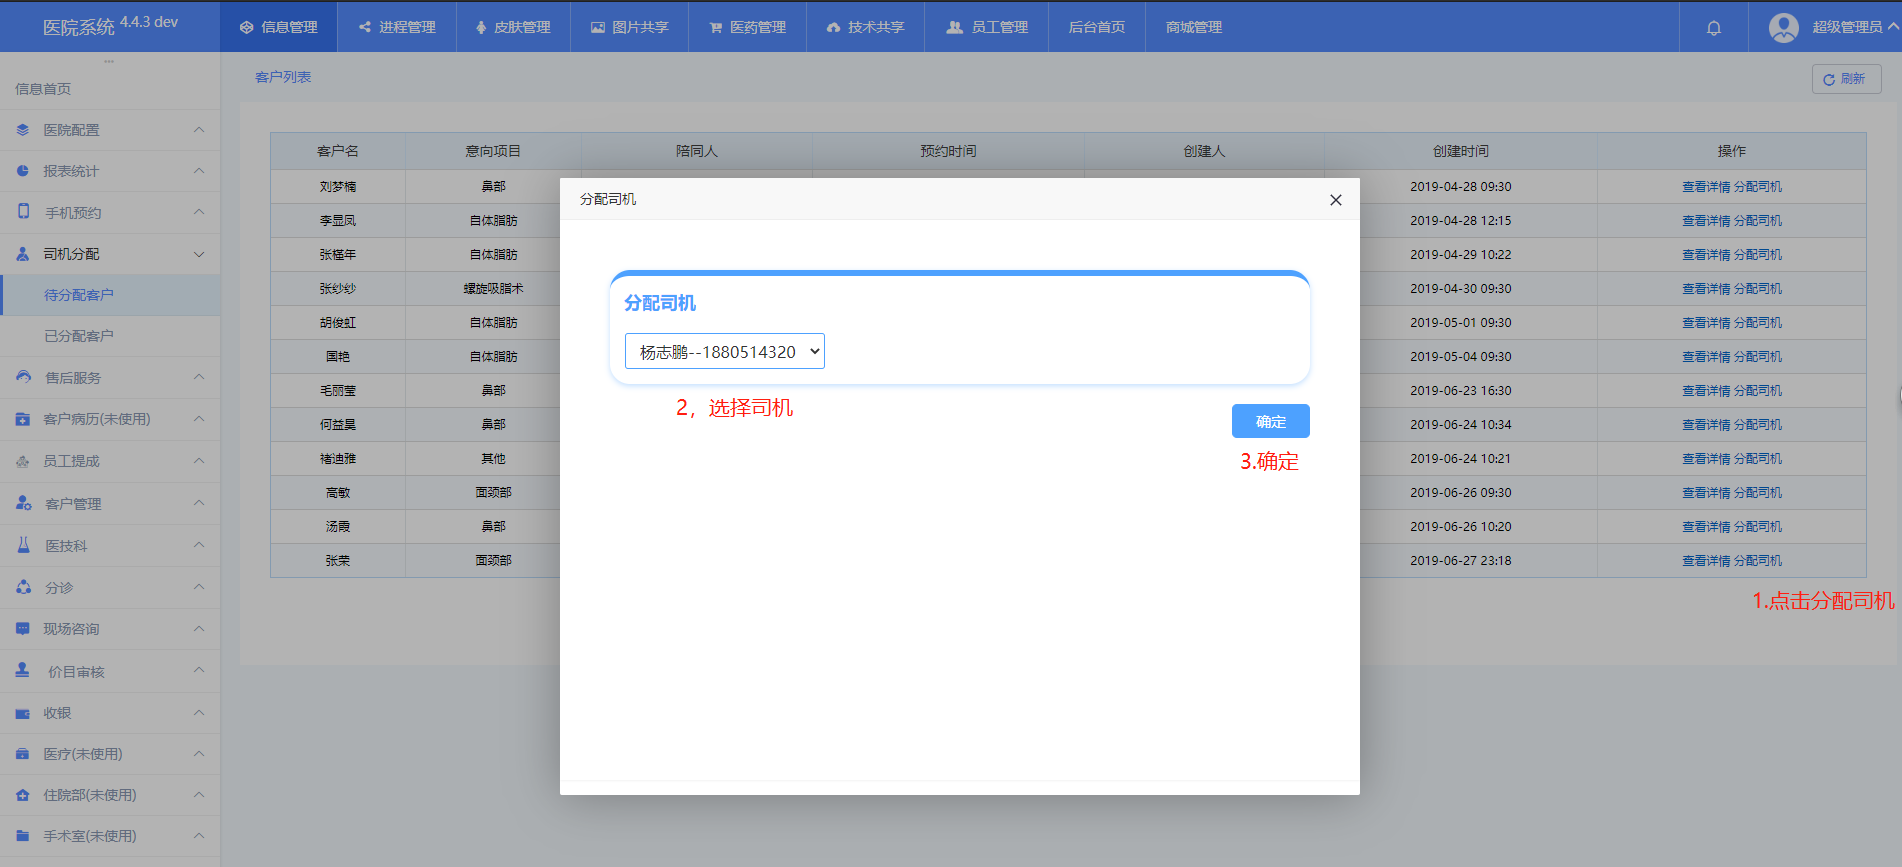 医院系统 4.4.3 dev
信息管理 进程管理 皮肤管理 图片共享 医药管理 技术共享 员工管理 后台首页 商城管理 超级管理员
信息首页
医院配置
报表统计
手机预约
司机分配
待分配客户
已分配客户
售后服务
客户病历(未使用)
员工提成
客户管理
医技科
分诊
现场咨询
价目审核
收银
医疗(未使用)
住院部(未使用)
手术室(未使用)
客户列表 刷新
客户名 意向项目 陪同人 预约时间 创建人 创建时间 操作
刘梦楠 鼻部 2019-04-28 09:30 查看详情 分配司机
李显凤 自体脂肪 2019-04-28 12:15 查看详情 分配司机
张槿年 自体脂肪 2019-04-29 10:22 查看详情 分配司机
张纱纱 螺旋吸脂术 2019-04-30 09:30 查看详情 分配司机
胡俊虹 自体脂肪 2019-05-01 09:30 查看详情 分配司机
国艳 自体脂肪 2019-05-04 09:30 查看详情 分配司机
毛丽莹 鼻部 2019-06-23 16:30 查看详情 分配司机
何益昊 鼻部 2019-06-24 10:34 查看详情 分配司机
褚迪雅 其他 2019-06-24 10:21 查看详情 分配司机
高敏 面颈部 2019-06-26 09:30 查看详情 分配司机
汤霞 鼻部 2019-06-26 10:20 查看详情 分配司机
张荣 面颈部 2019-06-27 23:18 查看详情 分配司机
1.点击分配司机
分配司机
分配司机
杨志鹏--1880514320
2，选择司机
确定
3.确定